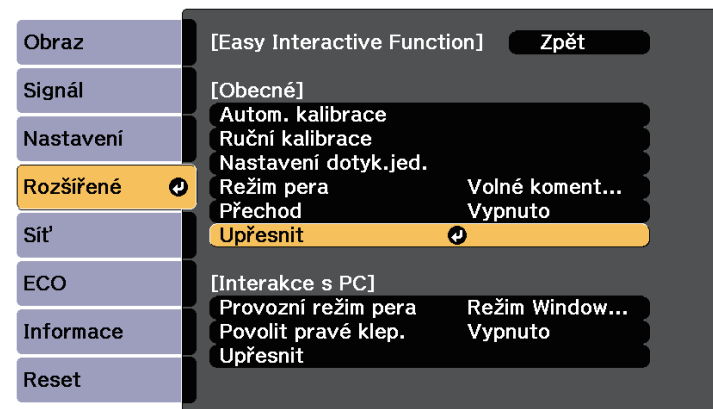 Obraz
Signál
Nastavení
Rozšířené
Síť
ECO
Informace
Reset
[Easy Interactive Function] Zpět
[Obecné]
Autom. kalibrace
Ruční kalibrace
Nastavení dotyk.jed.
Režim pera Volné koment...
Přechod Vypnuto
Upřesnit
[Interakce s PC]
Provozní režim pera Režim Window...
Povolit pravé klep. Vypnuto
Upřesnit